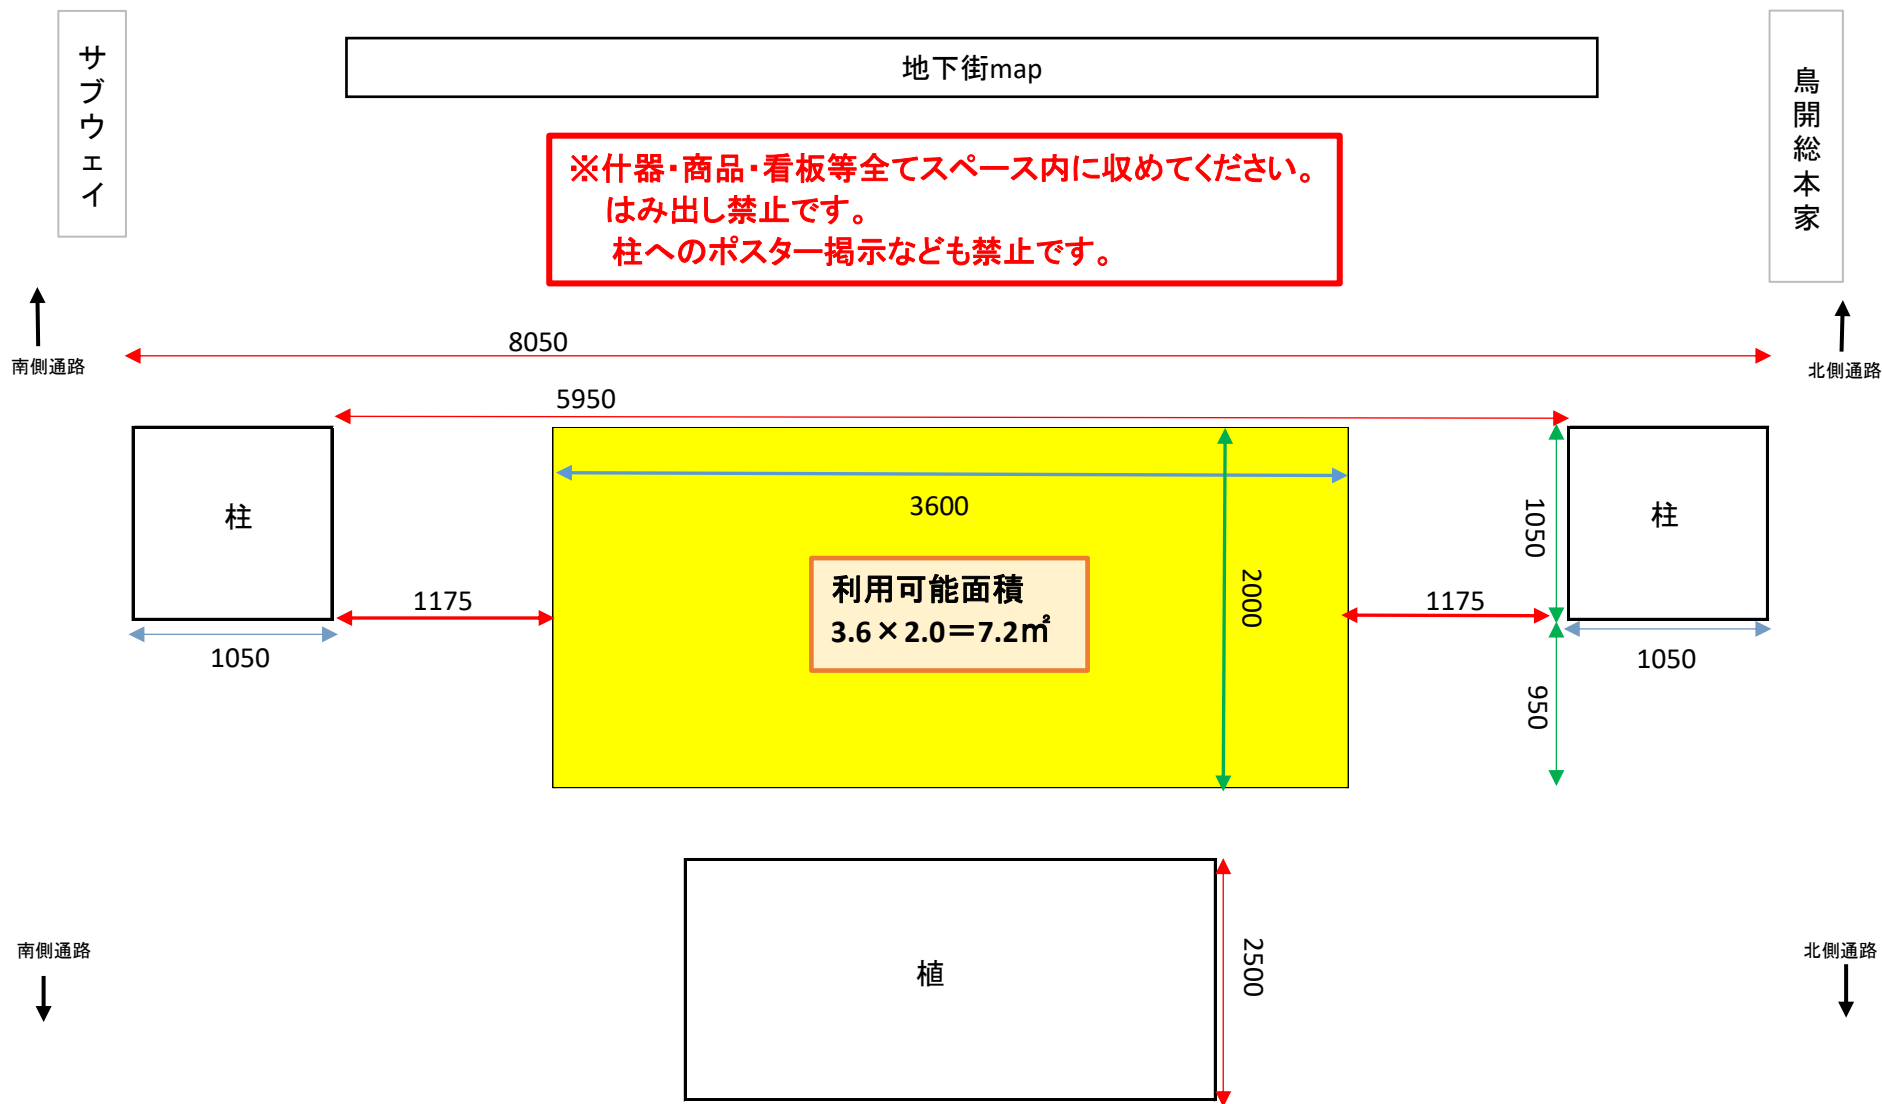 サブウェイ
地下街map
鳥開総本家
※什器・商品・看板等全てスペース内に収めてください。
はみ出し禁止です。
柱へのポスター掲示なども禁止です。
南側通路
8050
北側通路
5950
柱
3600
1050
柱
利用可能面積
3.6×2.0＝7.2㎡
2000
1175
1175
1050
1050
950
南側通路
植
2500
北側通路